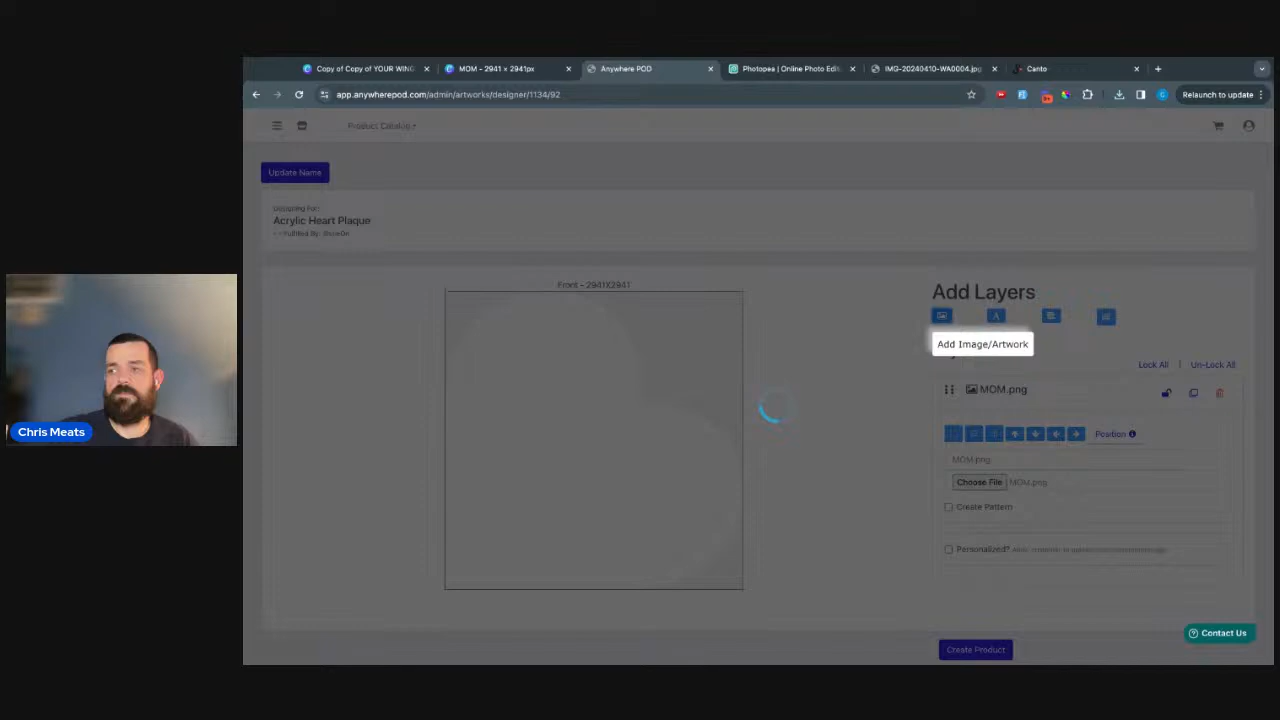 Copy of Copy of YOUR WING
MOM - 2941 × 2941px
Anywhere POD
Photopea | Online Photo Edit
IMG-20240410-WA0004.jpg
Canto
app.anywherepod.com/admin/artworks/designer/1134/92
Relaunch to update
Product Catalog
Update Name
Designing For:
Acrylic Heart Plaque
Fulfilled By: ShineOn
Front - 2941X2941
Add Layers
Add Image/Artwork
Lock All | Un-Lock All
MOM.png
Position
MOM.png
Choose File MOM.png
Create Pattern
Personalized?
Create Product
Contact Us
Chris Meats